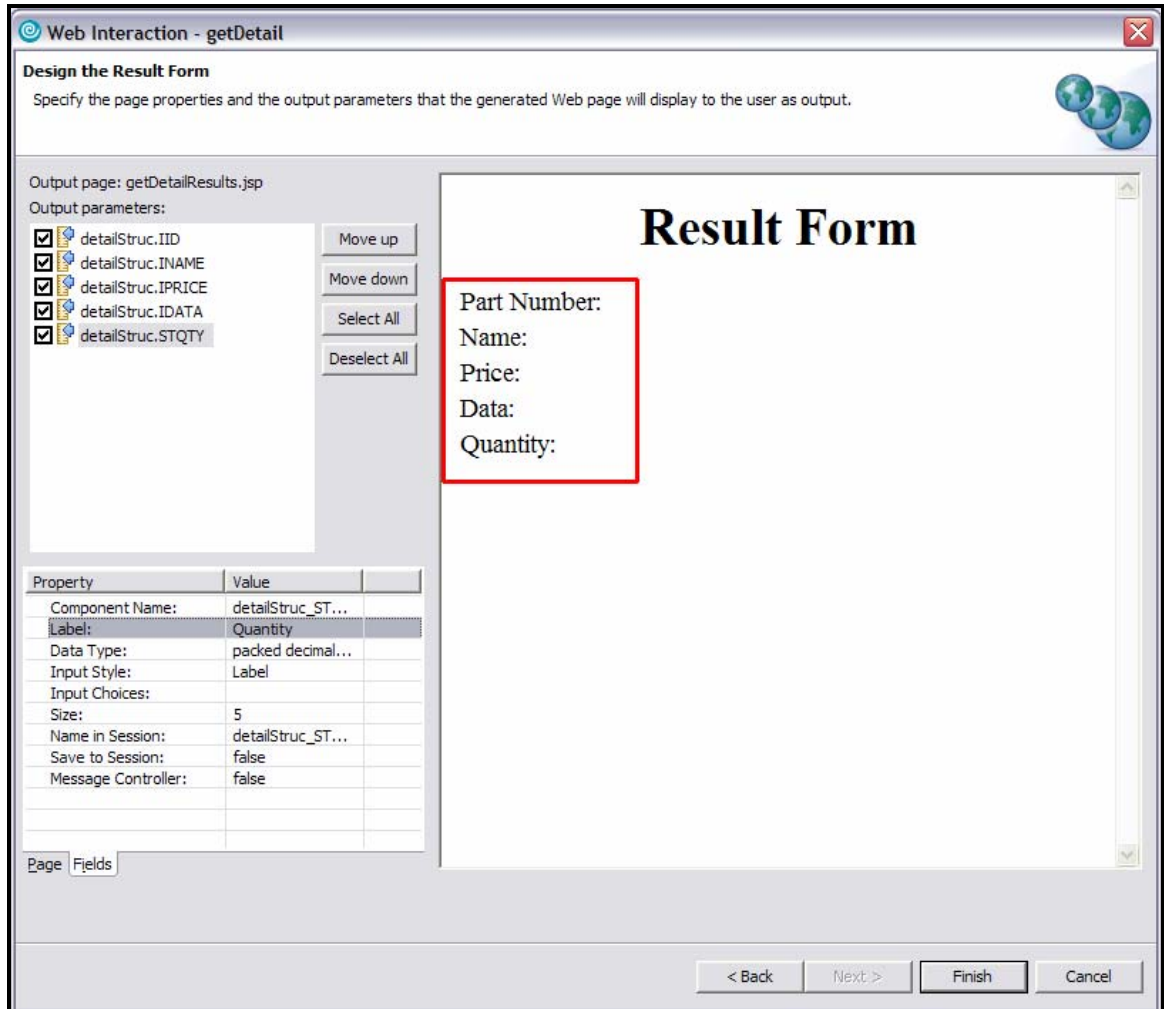 Web Interaction - getDetail
Design the Result Form
Specify the page properties and the output parameters that the generated Web page will display to the user as output.
Output page: getDetailResults.jsp
Output parameters:
detailStruc.IID
detailStruc.INAME
detailStruc.IPRICE
detailStruc.IDATA
detailStruc.STQTY
Move up
Move down
Select All
Deselect All
Result Form
Part Number:
Name:
Price:
Data:
Quantity:
Property Value
Component Name: detailStruc_ST...
Label: Quantity
Data Type: packed decimal...
Input Style: Label
Input Choices:
Size: 5
Name in Session: detailStruc_ST...
Save to Session: false
Message Controller: false
Page Fields
< Back Next > Finish Cancel